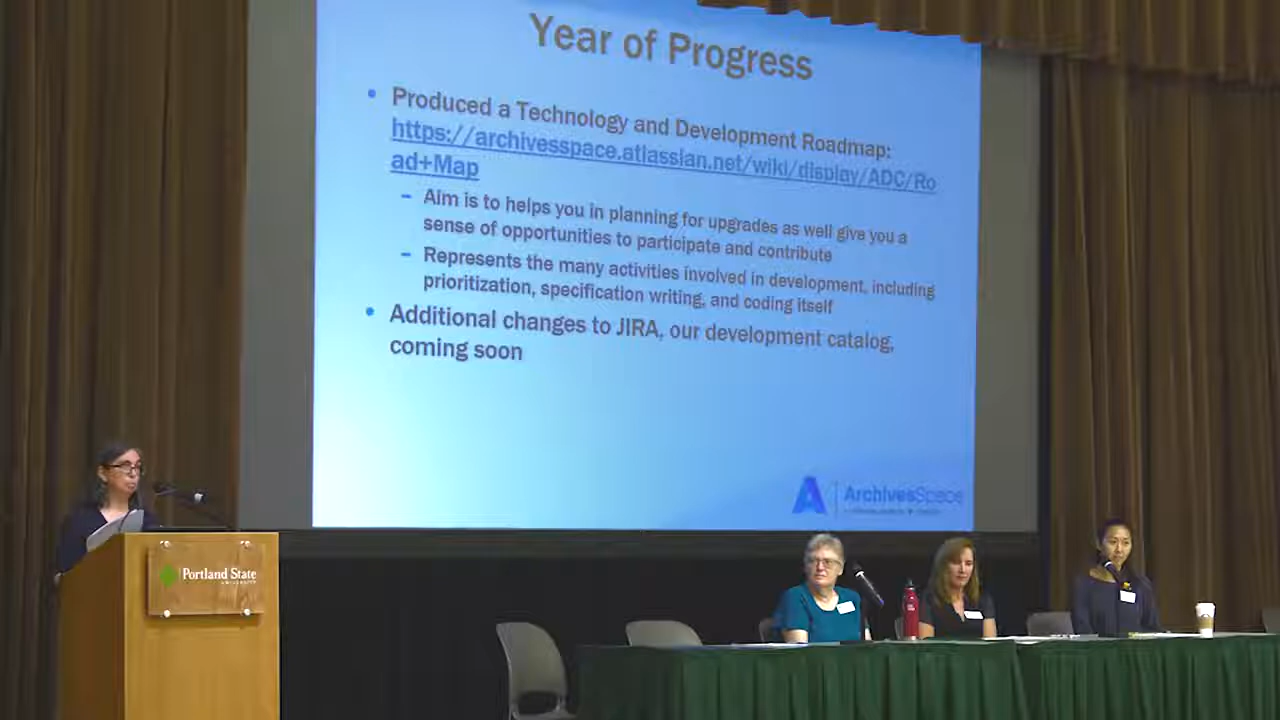 Year of Progress
• Produced a Technology and Development Roadmap:
https://archivesspace.atlassian.net/wiki/display/ADC/Ro
ad+Map
– Aim is to helps you in planning for upgrades as well give you a
sense of opportunities to participate and contribute
– Represents the many activities involved in development, including
prioritization, specification writing, and coding itself
• Additional changes to JIRA, our development catalog,
coming soon
A ArchivesSpace
Portland State
UNIVERSITY